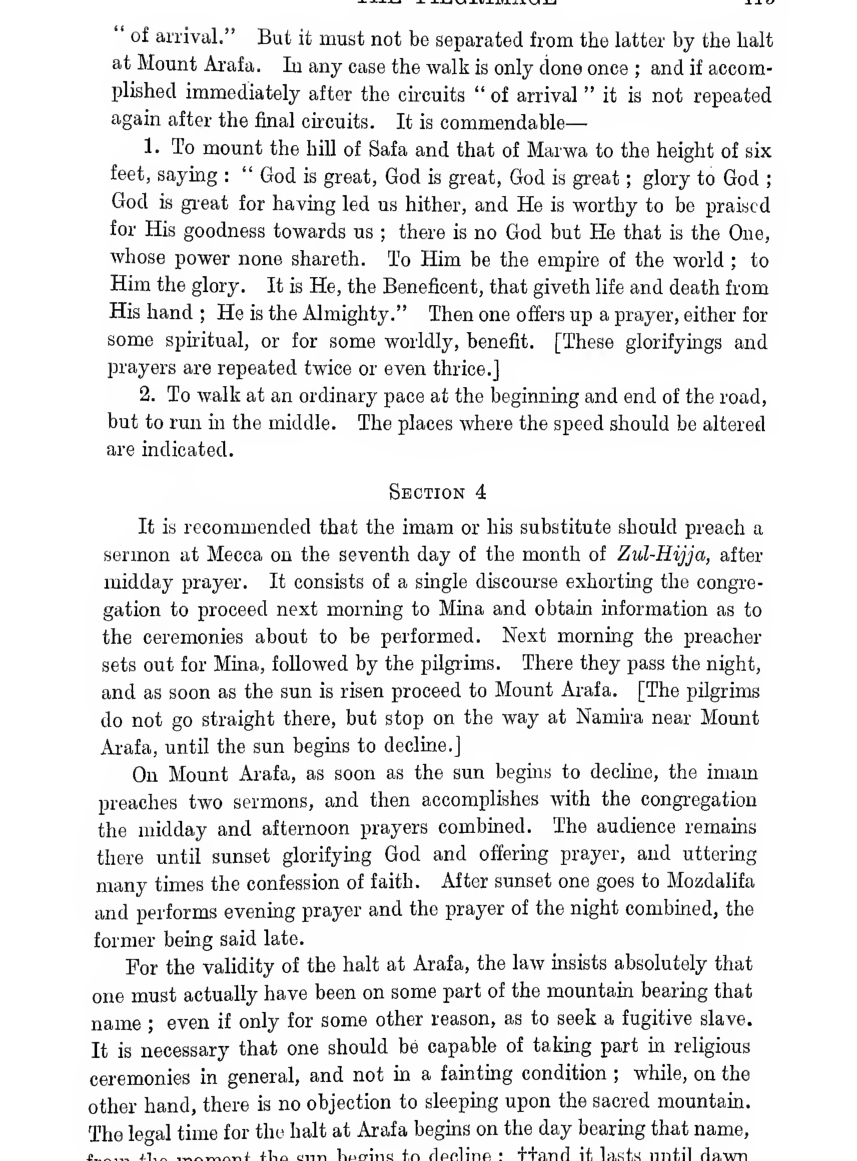 THE PILGRIMAGE
“ of arrival.” But it must not be separated from the latter by the halt
at Mount Arafa. In any case the walk is only done once ; and if accom-
plished immediately after the circuits “ of arrival ” it is not repeated
again after the final circuits. It is commendable—
1. To mount the hill of Safa and that of Marwa to the height of six
feet, saying : “ God is great, God is great, God is great ; glory to God ;
God is great for having led us hither, and He is worthy to be praised
for His goodness towards us ; there is no God but He that is the One,
whose power none shareth. To Him be the empire of the world ; to
Him the glory. It is He, the Beneficent, that giveth life and death from
His hand ; He is the Almighty.” Then one offers up a prayer, either for
some spiritual, or for some worldly, benefit. [These glorifyings and
prayers are repeated twice or even thrice.]
2. To walk at an ordinary pace at the beginning and end of the road,
but to run in the middle. The places where the speed should be altered
are indicated.
SECTION 4
It is recommended that the imam or his substitute should preach a
sermon at Mecca on the seventh day of the month of Zul-Hijja, after
midday prayer. It consists of a single discourse exhorting the congre-
gation to proceed next morning to Mina and obtain information as to
the ceremonies about to be performed. Next morning the preacher
sets out for Mina, followed by the pilgrims. There they pass the night,
and as soon as the sun is risen proceed to Mount Arafa. [The pilgrims
do not go straight there, but stop on the way at Namira near Mount
Arafa, until the sun begins to decline.]
On Mount Arafa, as soon as the sun begins to decline, the imam
preaches two sermons, and then accomplishes with the congregation
the midday and afternoon prayers combined. The audience remains
there until sunset glorifying God and offering prayer, and uttering
many times the confession of faith. After sunset one goes to Mozdalifa
and performs evening prayer and the prayer of the night combined, the
former being said late.
For the validity of the halt at Arafa, the law insists absolutely that
one must actually have been on some part of the mountain bearing that
name ; even if only for some other reason, as to seek a fugitive slave.
It is necessary that one should be capable of taking part in religious
ceremonies in general, and not in a fainting condition ; while, on the
other hand, there is no objection to sleeping upon the sacred mountain.
The legal time for the halt at Arafa begins on the day bearing that name,
from the moment the sun begins to decline ; ††and it lasts until dawn